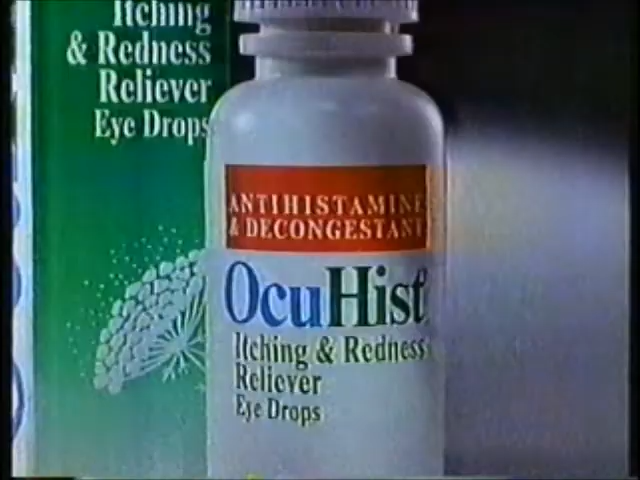 Itching
& Redness
Reliever
Eye Drops
ANTIHISTAMINE
& DECONGESTANT
OcuHist
Itching & Redness
Reliever
Eye Drops